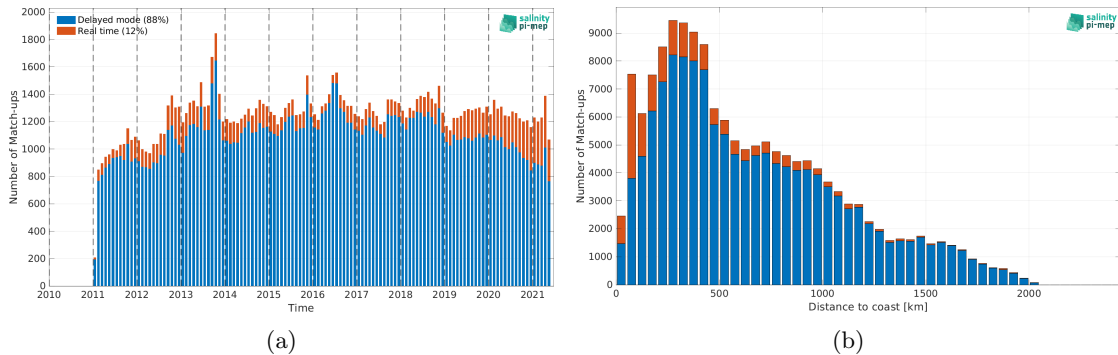 Delayed mode (88%)
Real time (12%)
salinity
pi-mep
Number of Match-ups
2000
1800
1600
1400
1200
1000
800
600
400
200
0
2010 2011 2012 2013 2014 2015 2016 2017 2018 2019 2020 2021
Time
(a)
salinity
pi-mep
Number of Match-ups
9000
8000
7000
6000
5000
4000
3000
2000
1000
0
0 500 1000 1500 2000
Distance to coast [km]
(b)